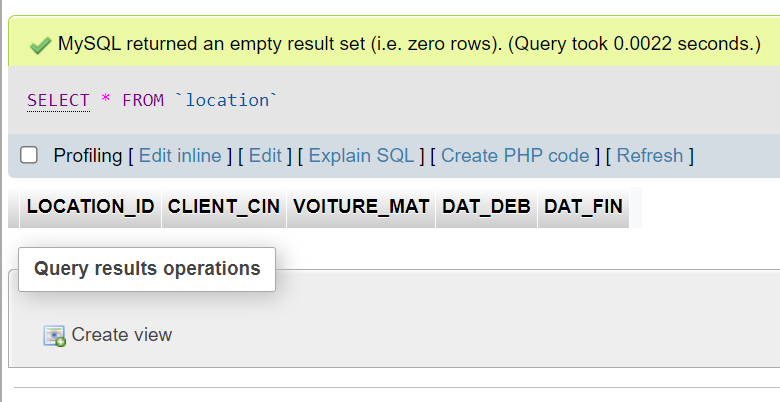 MySQL returned an empty result set (i.e. zero rows). (Query took 0.0022 seconds.)
SELECT * FROM `location`
Profiling [ Edit inline ] [ Edit ] [ Explain SQL ] [ Create PHP code ] [ Refresh ]
LOCATION_ID CLIENT_CIN VOITURE_MAT DAT_DEB DAT_FIN
Query results operations
Create view